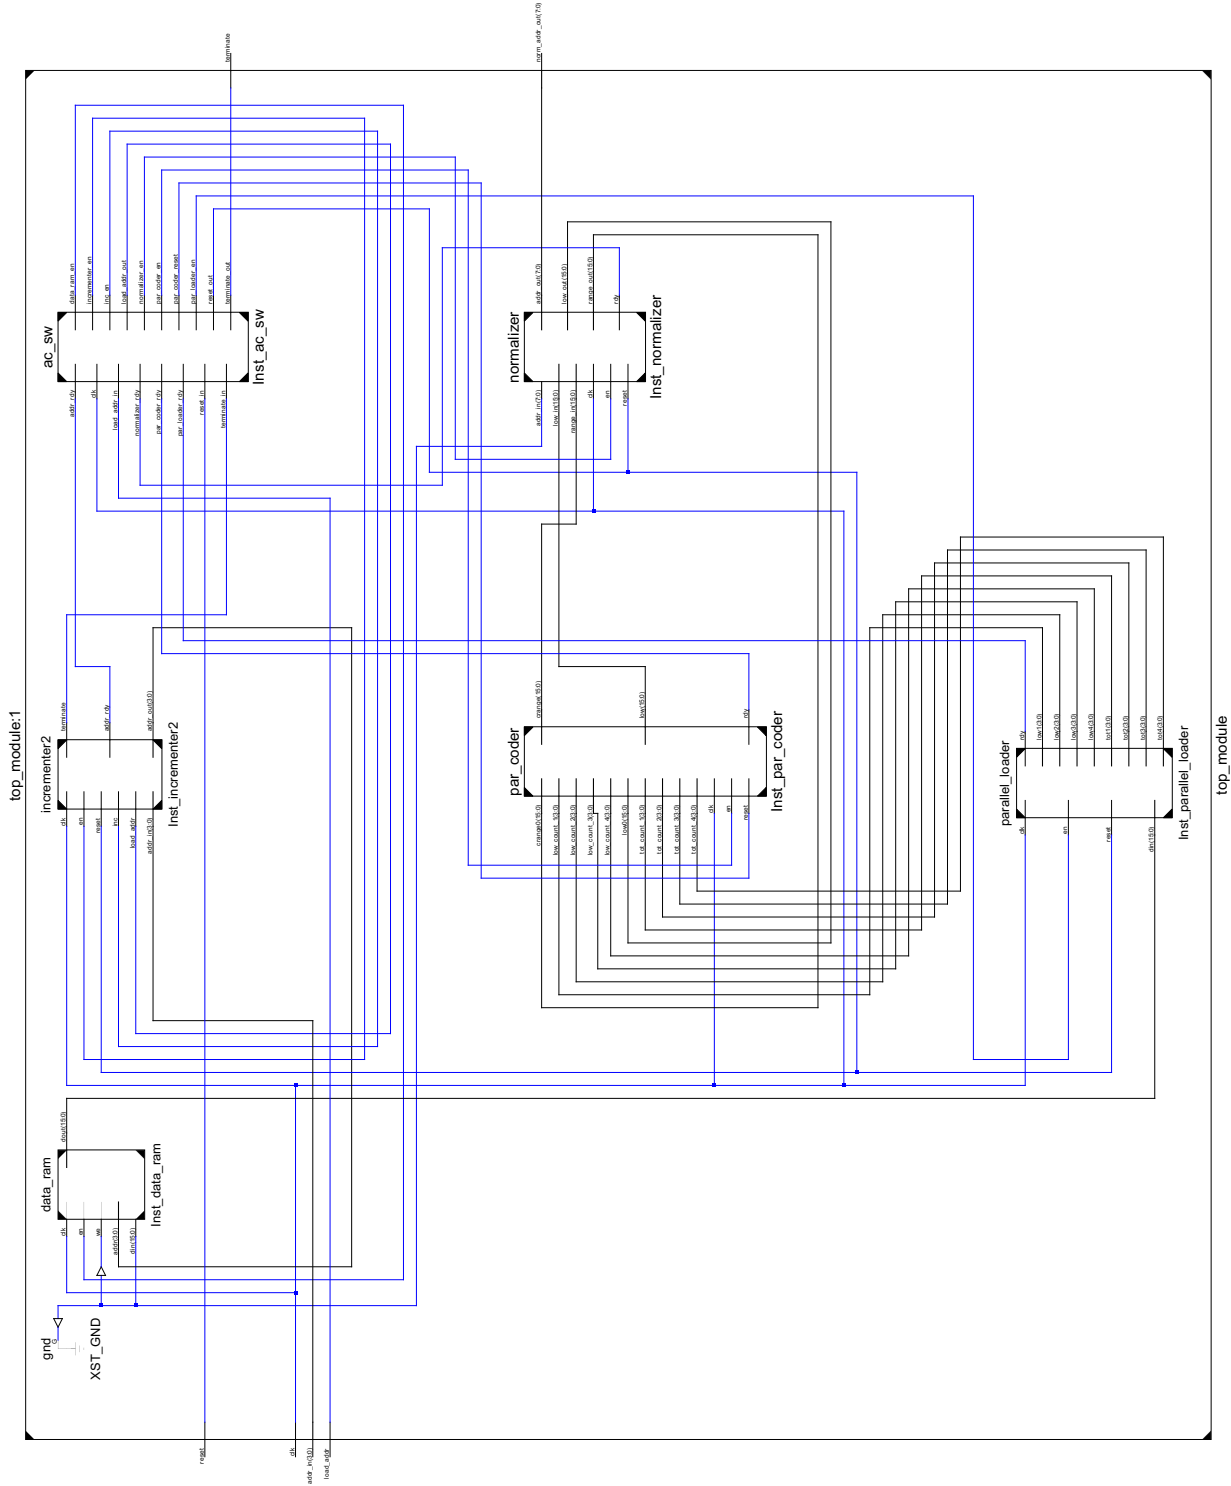 top_module:1
terminate
norm_addr_out(7:0)
data_ram_en
incrementer_en
inc_en
load_addr_out
normalizer_en
par_coder_en
par_coder_reset
par_loader_en
reset_out
terminate_out
ac_sw
Inst_ac_sw
addr_rdy
clk
load_addr_in
normalizer_rdy
par_coder_rdy
par_loader_rdy
reset_in
terminate_in
addr_out(7:0)
low_out(15:0)
range_out(15:0)
rdy
normalizer
Inst_normalizer
addr_in(7:0)
low_in(15:0)
range_in(15:0)
clk
en
reset
terminate
addr_rdy
addr_out(3:0)
incrementer2
Inst_incrementer2
clk
en
reset
inc
load_addr
addr_in(3:0)
crange(15:0)
low(15:0)
rdy
par_coder
Inst_par_coder
crange0(15:0)
low_count_1(3:0)
low_count_2(3:0)
low_count_3(3:0)
low_count_4(3:0)
low0(15:0)
tot_count_1(3:0)
tot_count_2(3:0)
tot_count_3(3:0)
tot_count_4(3:0)
clk
en
reset
rdy
low1(3:0)
low2(3:0)
low3(3:0)
low4(3:0)
tot1(3:0)
tot2(3:0)
tot3(3:0)
tot4(3:0)
parallel_loader
Inst_parallel_loader
clk
en
reset
din(15:0)
dout(15:0)
data_ram
Inst_data_ram
clk
en
we
addr(3:0)
din(15:0)
gnd
G
XST_GND
reset
clk
addr_in(3:0)
load_addr
top_module